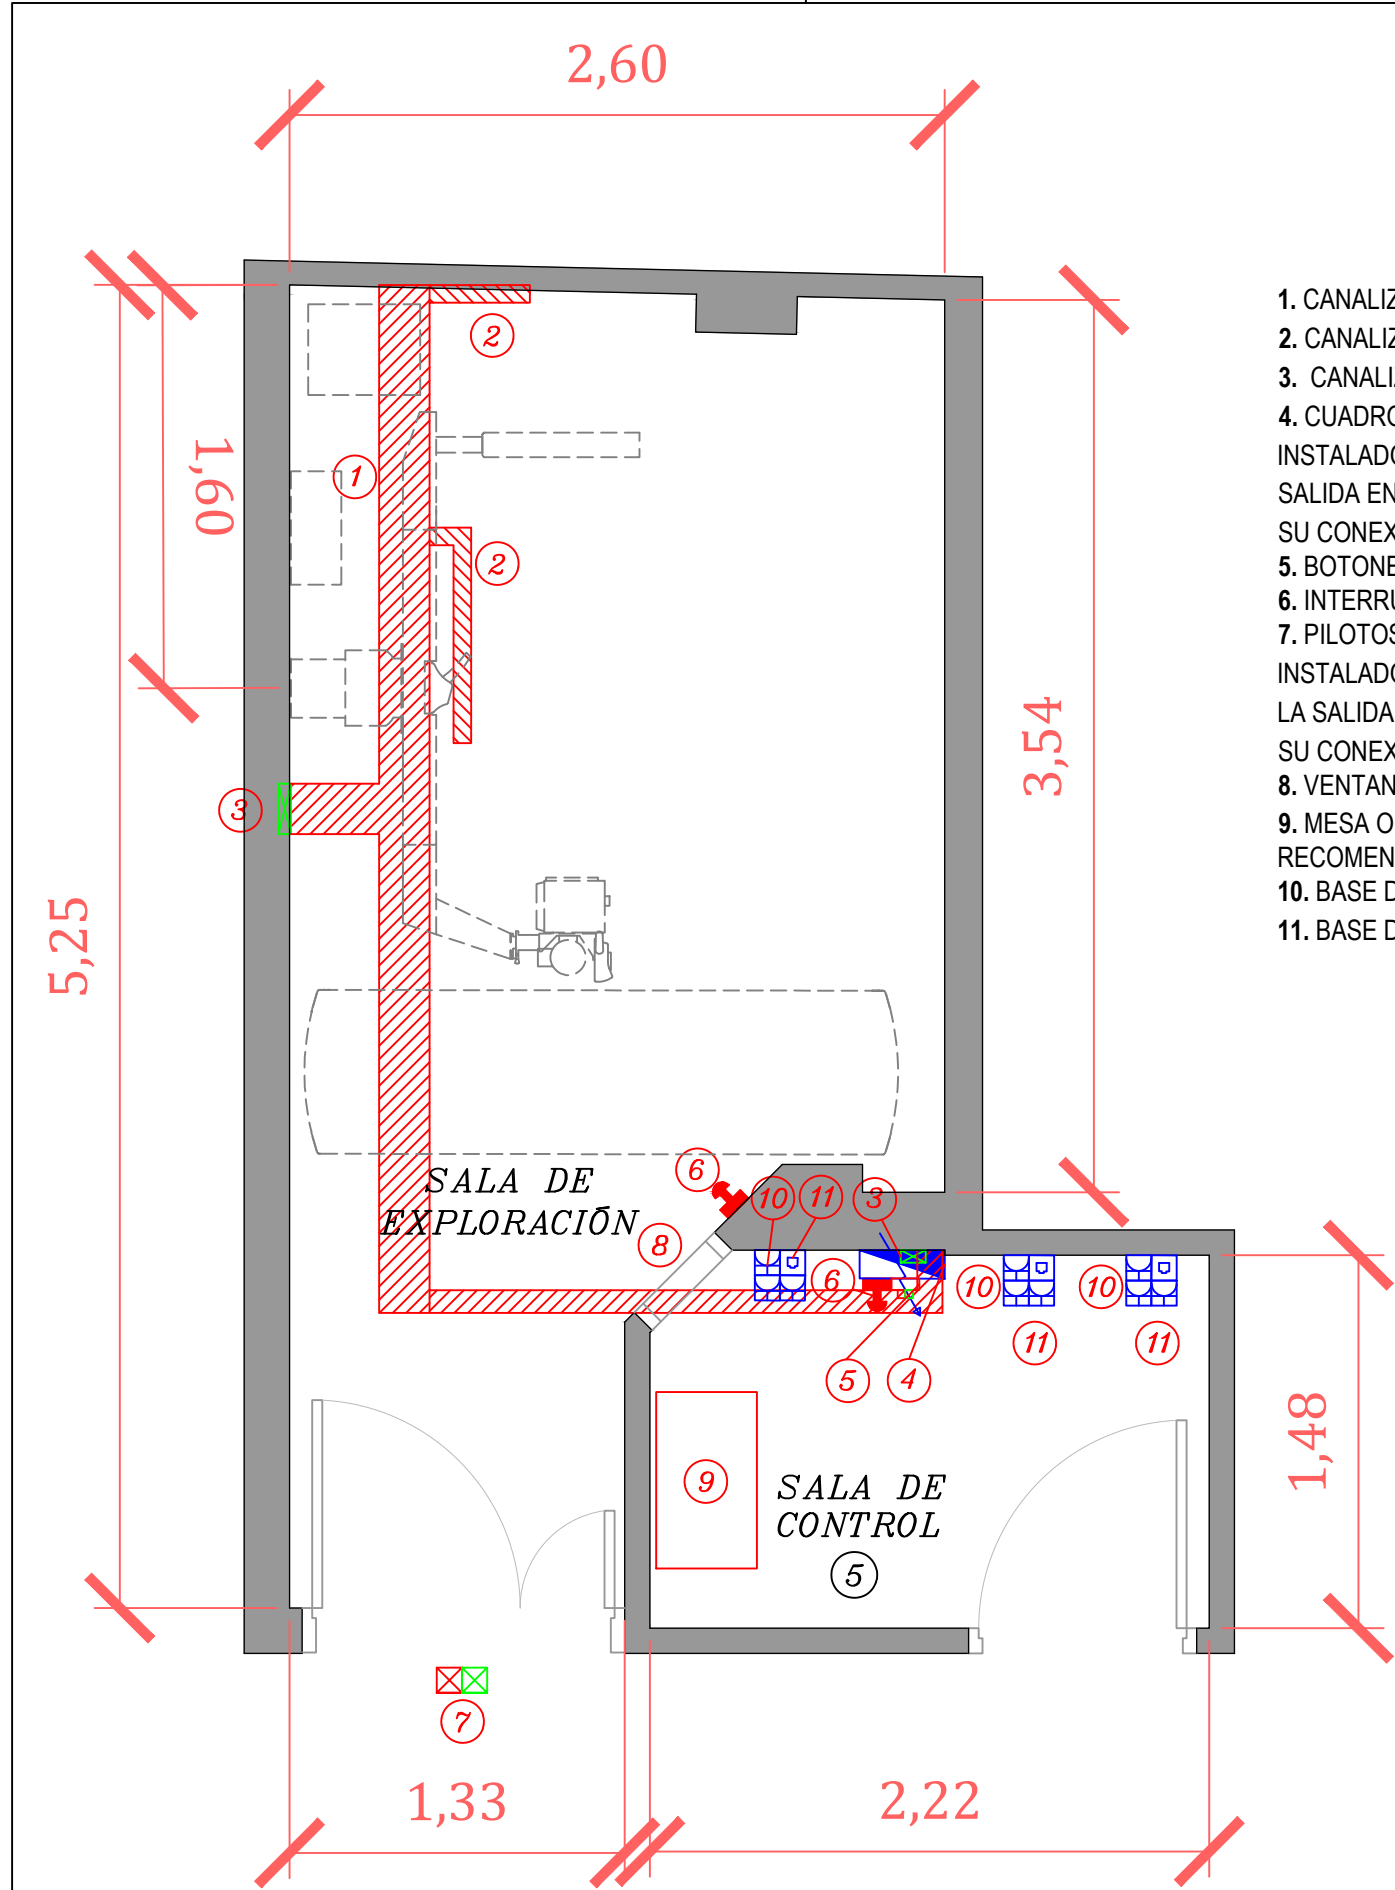 2,60
1. CANALIZ
2. CANALIZ
3. CANALIZ
4. CUADRO
INSTALADO
SALIDA EN
SU CONEX
5. BOTONE
6. INTERRU
7. PILOTOS
INSTALADO
LA SALIDA
SU CONEX
8. VENTAN
9. MESA O
RECOMEN
10. BASE D
11. BASE D
2
1
1,60
2
3,54
3
5,25
SALA DE
EXPLORACIÓN
6
10
11
3
8
6
10
10
11
11
5
4
1,48
9
SALA DE
CONTROL
5
7
1,33
2,22